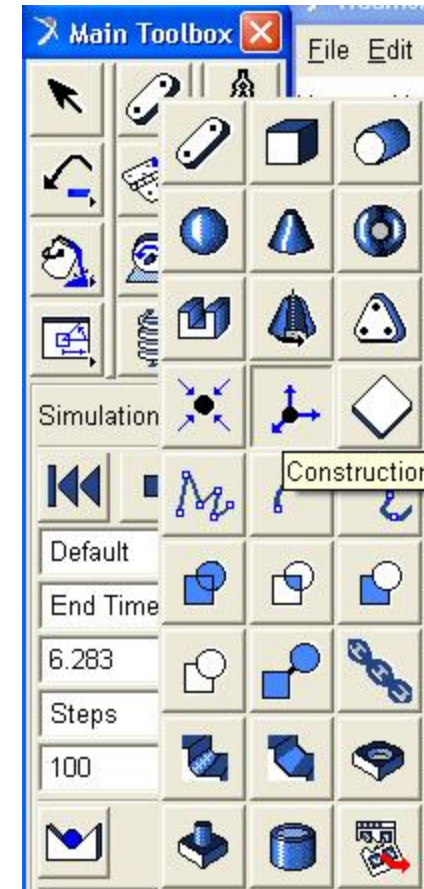 Main Toolbox
File Edit
Simulation
Construction
Default
End Time
6.283
Steps
100